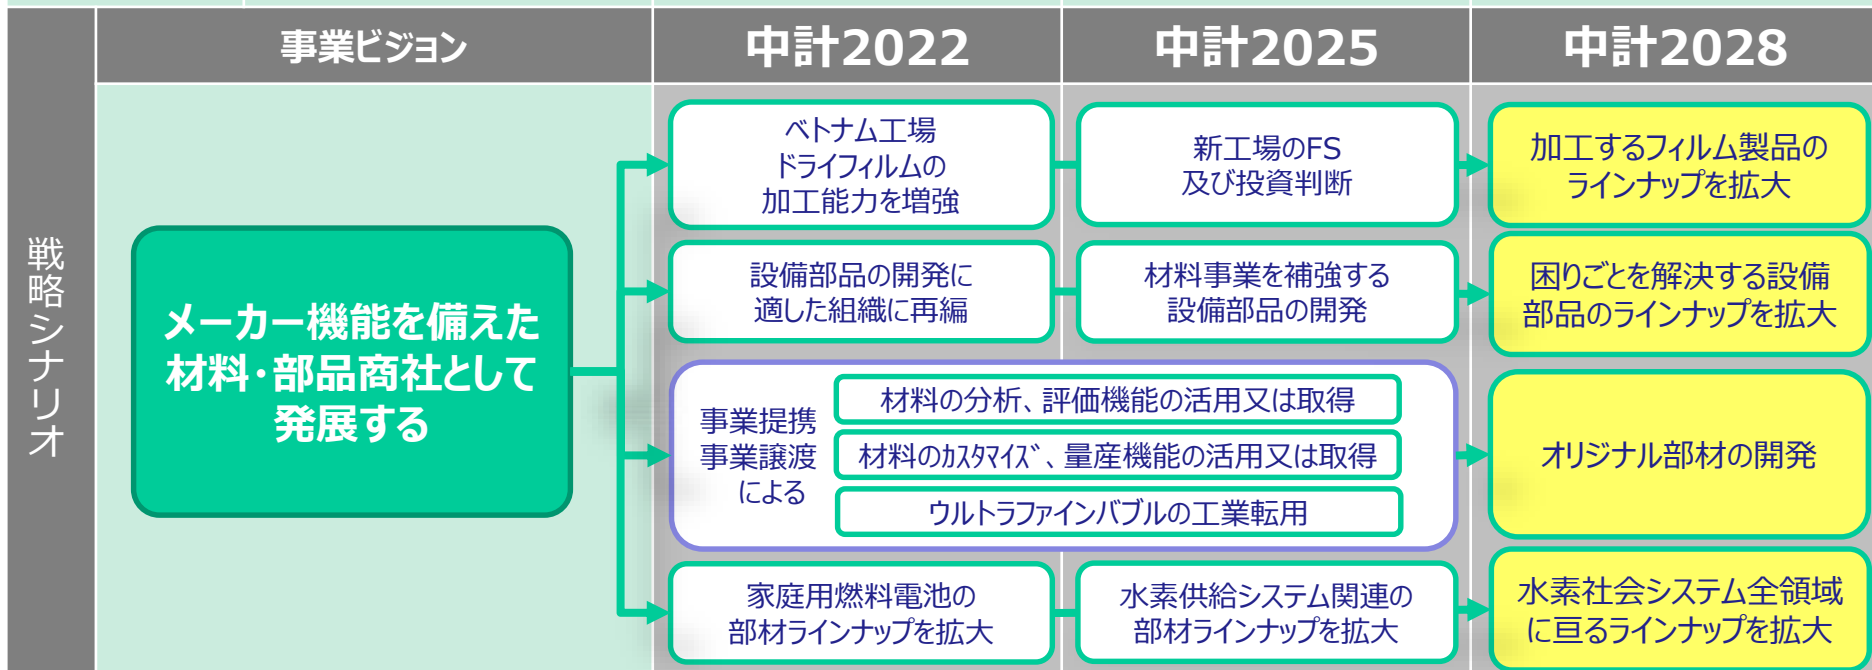 事業ビジョン
中計2022
中計2025
中計2028
戦略シナリオ
メーカー機能を備えた
材料・部品商社として
発展する
ベトナム工場
ドライフィルムの
加工能力を増強
新工場のFS
及び投資判断
加工するフィルム製品の
ラインナップを拡大
設備部品の開発に
適した組織に再編
材料事業を補強する
設備部品の開発
困りごとを解決する設備
部品のラインナップを拡大
事業提携
事業譲渡
による
材料の分析、評価機能の活用又は取得
材料のｶｽﾀﾏｲｽﾞ、量産機能の活用又は取得
ウルトラファインバブルの工業転用
オリジナル部材の開発
家庭用燃料電池の
部材ラインナップを拡大
水素供給システム関連の
部材ラインナップを拡大
水素社会システム全領域
に亘るラインナップを拡大